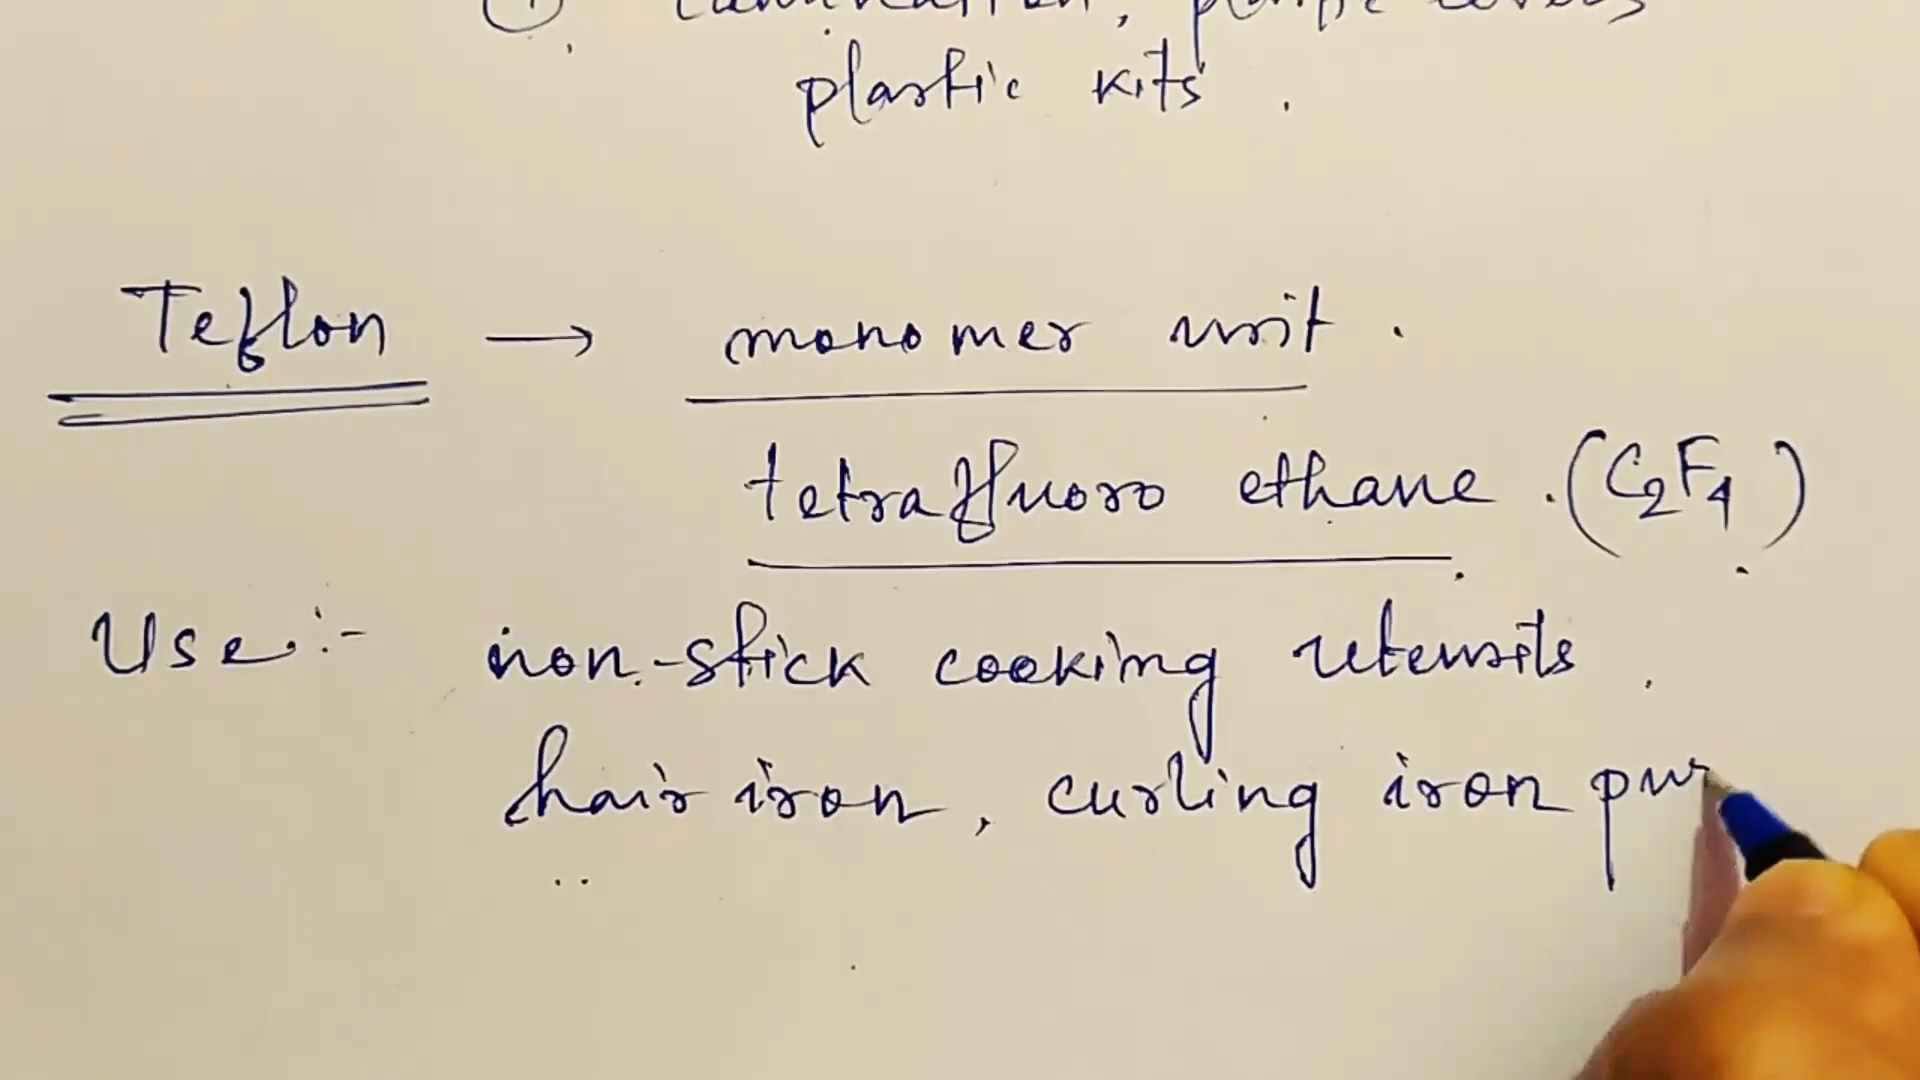 plastic kits .
Teflon → monomer unit .
tetrafluoro ethane . (C₂F₄)
Use :- non-stick cooking utensils .
hair iron , curling iron